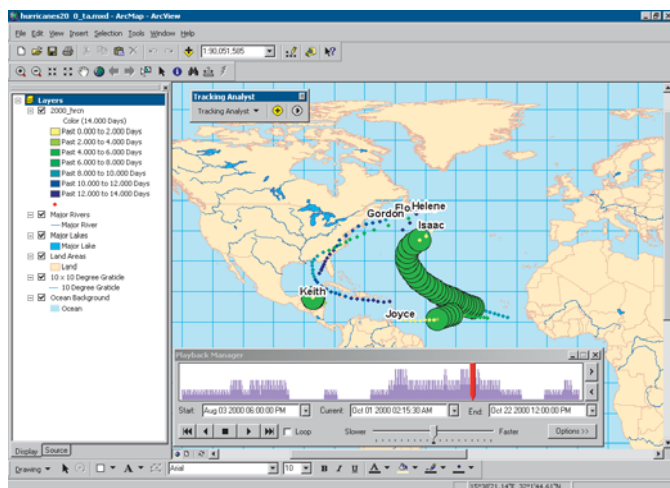 hurricanes20 0_ta.mxd - ArcMap - ArcView
File Edit View Insert Selection Tools Window Help
1:90,051,585
Layers
2000_hrcn
Color (14.000 Days)
Past 0.000 to 2.000 Days
Past 2.000 to 4.000 Days
Past 4.000 to 6.000 Days
Past 6.000 to 8.000 Days
Past 8.000 to 10.000 Days
Past 10.000 to 12.000 Days
Past 12.000 to 14.000 Days
Major Rivers
Major River
Major Lakes
Major Lake
Land Areas
Land
10 x 10 Degree Graticle
10 Degree Graticle
Ocean Background
Ocean
Display Source
Tracking Analyst
Tracking Analyst
Flo Helene
Gordon
Isaac
Keith
Joyce
Playback Manager
Start: Aug 03 2000 06:00:00 PM Current: Oct 01 2000 02:15:30 AM End: Oct 22 2000 12:00:00 PM
Loop Slower Faster Options >>
Drawing Arial 10 B I U A